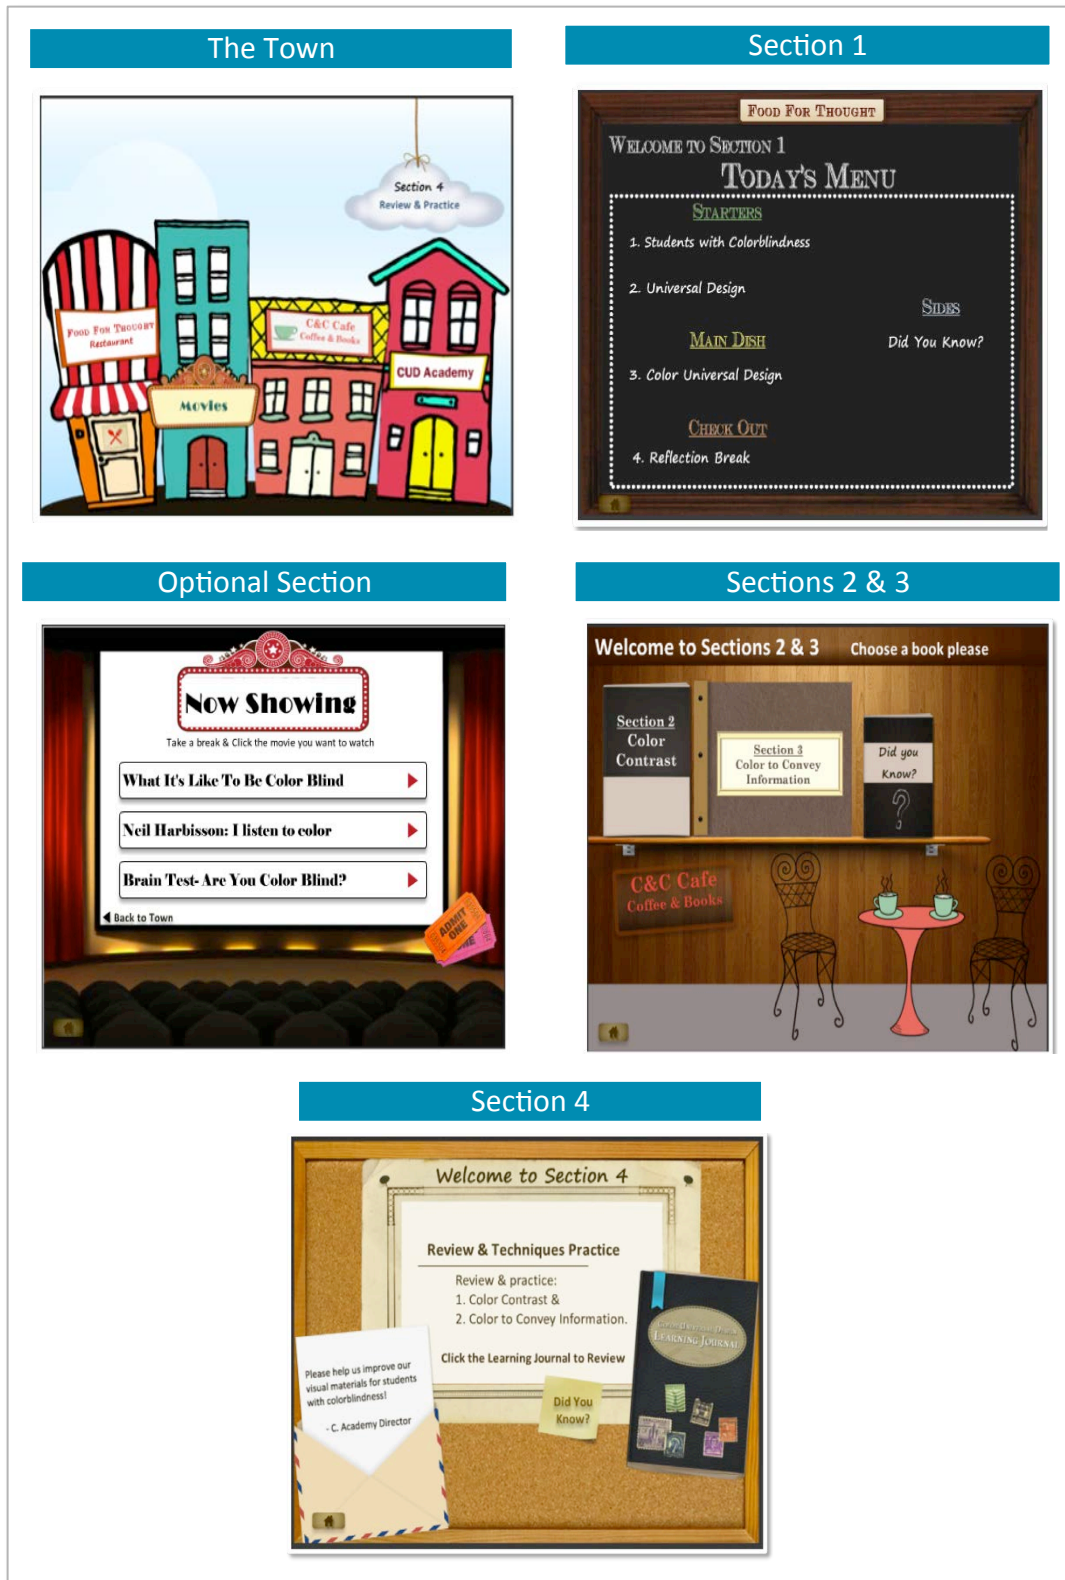 The Town
Section 4
Review & Practice
FOOD FOR THOUGHT
Restaurant
Movies
C&C Cafe
Coffee & Books
CUD Academy
Section 1
FOOD FOR THOUGHT
WELCOME TO SECTION 1
TODAY'S MENU
STARTERS
1. Students with Colorblindness
2. Universal Design
SIDES
Did You Know?
MAIN DISH
3. Color Universal Design
CHECK OUT
4. Reflection Break
Optional Section
Now Showing
Take a break & Click the movie you want to watch
What It's Like To Be Color Blind
Neil Harbisson: I listen to color
Brain Test- Are You Color Blind?
Back to Town
ADMIT
ONE
Sections 2 & 3
Welcome to Sections 2 & 3 Choose a book please
Section 2
Color
Contrast
Section 3
Color to Convey
Information
Did you
Know?
?
C&C Cafe
Coffee & Books
Section 4
Welcome to Section 4
Review & Techniques Practice
Review & practice:
1. Color Contrast &
2. Color to Convey Information.
Click the Learning Journal to Review
Please help us improve our
visual materials for students
with colorblindness!
- C. Academy Director
Did You
Know?
COLOR UNIVERSAL DESIGN
LEARNING JOURNAL